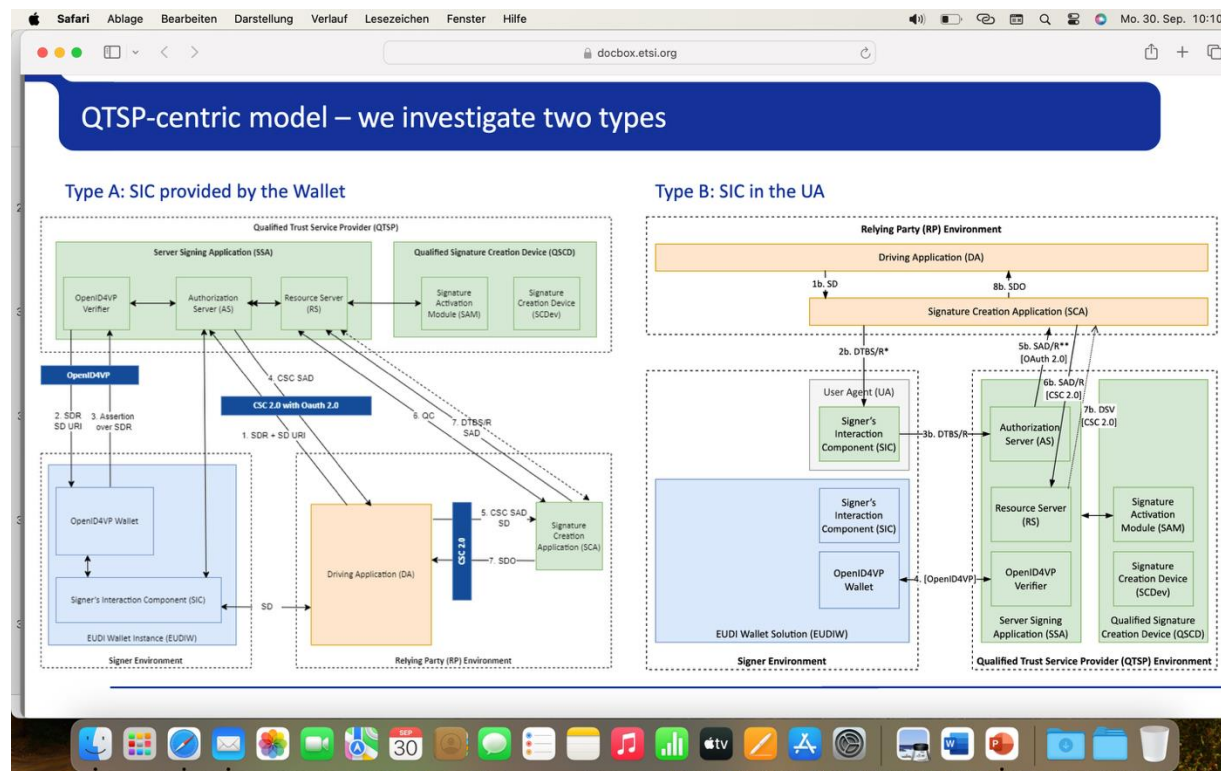 Safari Ablage Bearbeiten Darstellung Verlauf Lesezeichen Fenster Hilfe
Mo. 30. Sep. 10:10
docbox.etsi.org
QTSP-centric model – we investigate two types
Type A: SIC provided by the Wallet
Qualified Trust Service Provider (QTSP)
Server Signing Application (SSA)
Qualified Signature Creation Device (QSCD)
OpenID4VP
Verifier
Authorization
Server (AS)
Resource Server
(RS)
Signature
Activation
Module (SAM)
Signature
Creation Device
(SCDev)
OpenID4VP
4. CSC SAD
CSC 2.0 with Oauth 2.0
2. SDR
SD URI
3. Assertion
over SDR
1. SDR + SD URI
6. QC
7. DTBS/R
SAD
OpenID4VP Wallet
Signer's Interaction Component (SIC)
EUDI Wallet Instance (EUDIW)
Signer Environment
SD
Driving Application (DA)
CSC 2.0
5. CSC SAD
SD
7. SDO
Signature
Creation
Application (SCA)
Relying Party (RP) Environment
Type B: SIC in the UA
Relying Party (RP) Environment
Driving Application (DA)
1b. SD
8b. SDO
Signature Creation Application (SCA)
2b. DTBS/R*
5b. SAD/R**
[OAuth 2.0]
6b. SAD/R
[CSC 2.0]
7b. DSV
[CSC 2.0]
User Agent (UA)
Signer's
Interaction
Component (SIC)
3b. DTBS/R
Authorization
Server (AS)
Signer's
Interaction
Component (SIC)
Resource Server
(RS)
Signature
Activation
Module (SAM)
OpenID4VP
Wallet
4. [OpenID4VP]
OpenID4VP
Verifier
Signature
Creation Device
(SCDev)
EUDI Wallet Solution (EUDIW)
Server Signing
Application (SSA)
Qualified Signature
Creation Device (QSCD)
Signer Environment
Qualified Trust Service Provider (QTSP) Environment
SEP
30
tv
W
P